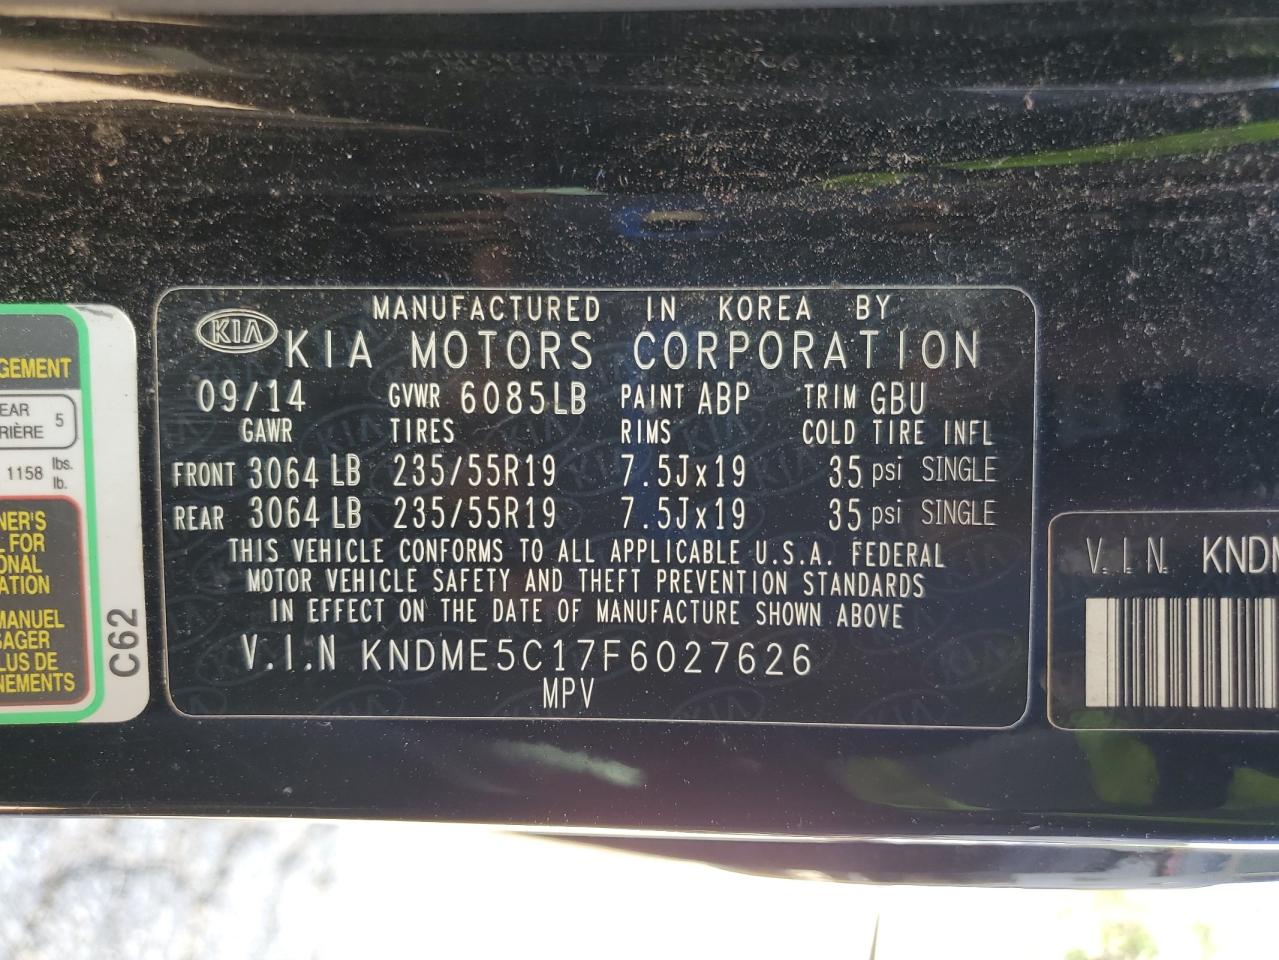 MANUFACTURED IN KOREA BY
KIA KIA MOTORS CORPORATION
09/14 GVWR 6085LB PAINT ABP TRIM GBU
GAWR TIRES RIMS COLD TIRE INFL
FRONT 3064 LB 235/55R19 7.5Jx19 35 psi SINGLE
REAR 3064 LB 235/55R19 7.5Jx19 35 psi SINGLE
THIS VEHICLE CONFORMS TO ALL APPLICABLE U.S.A. FEDERAL
MOTOR VEHICLE SAFETY AND THEFT PREVENTION STANDARDS
IN EFFECT ON THE DATE OF MANUFACTURE SHOWN ABOVE
V.I.N KNDME5C17F6027626
MPV
GEMENT
EAR 5
RIÈRE
1158 lbs.
lb.
NER'S
L FOR
ONAL
ATION
MANUEL
SAGER
LUS DE
NEMENTS
C62
V.I.N. KNDM